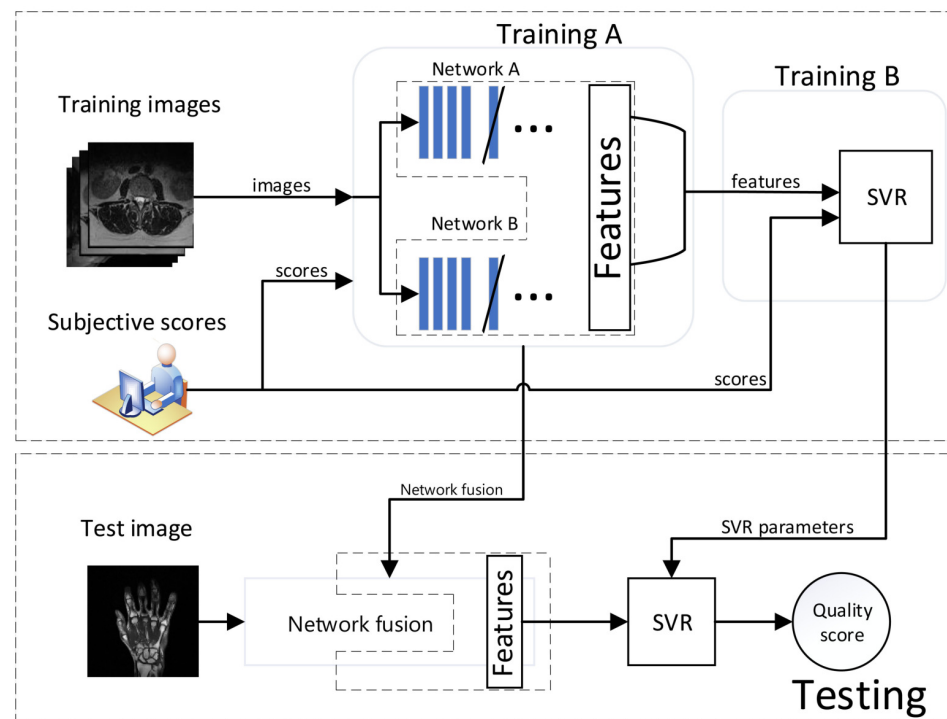 Training A
Training B
Network A
Training images
images
Features
features
SVR
Network B
scores
Subjective scores
scores
Network fusion
SVR parameters
Test image
Network fusion
Features
SVR
Quality
score
Testing